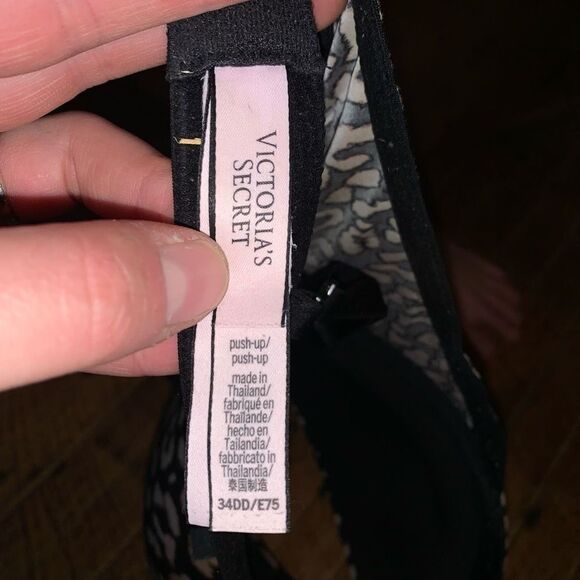 VICTORIA'S
SECRET
push-up/
push-up
made in
Thailand/
fabriqué en
Thaïlande/
hecho en
Tailandia/
fabbricato in
Thailandia/
泰国制造
34DD/E75